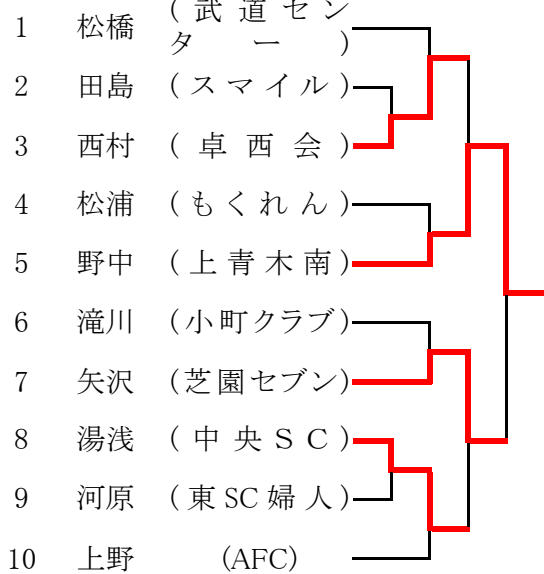 1 松橋 (武道センター)
2 田島 (スマイル)
3 西村 (卓西会)
4 松浦 (もくれん)
5 野中 (上青木南)
6 滝川 (小町クラブ)
7 矢沢 (芝園セブン)
8 湯浅 (中央SC)
9 河原 (東SC婦人)
10 上野 (AFC)